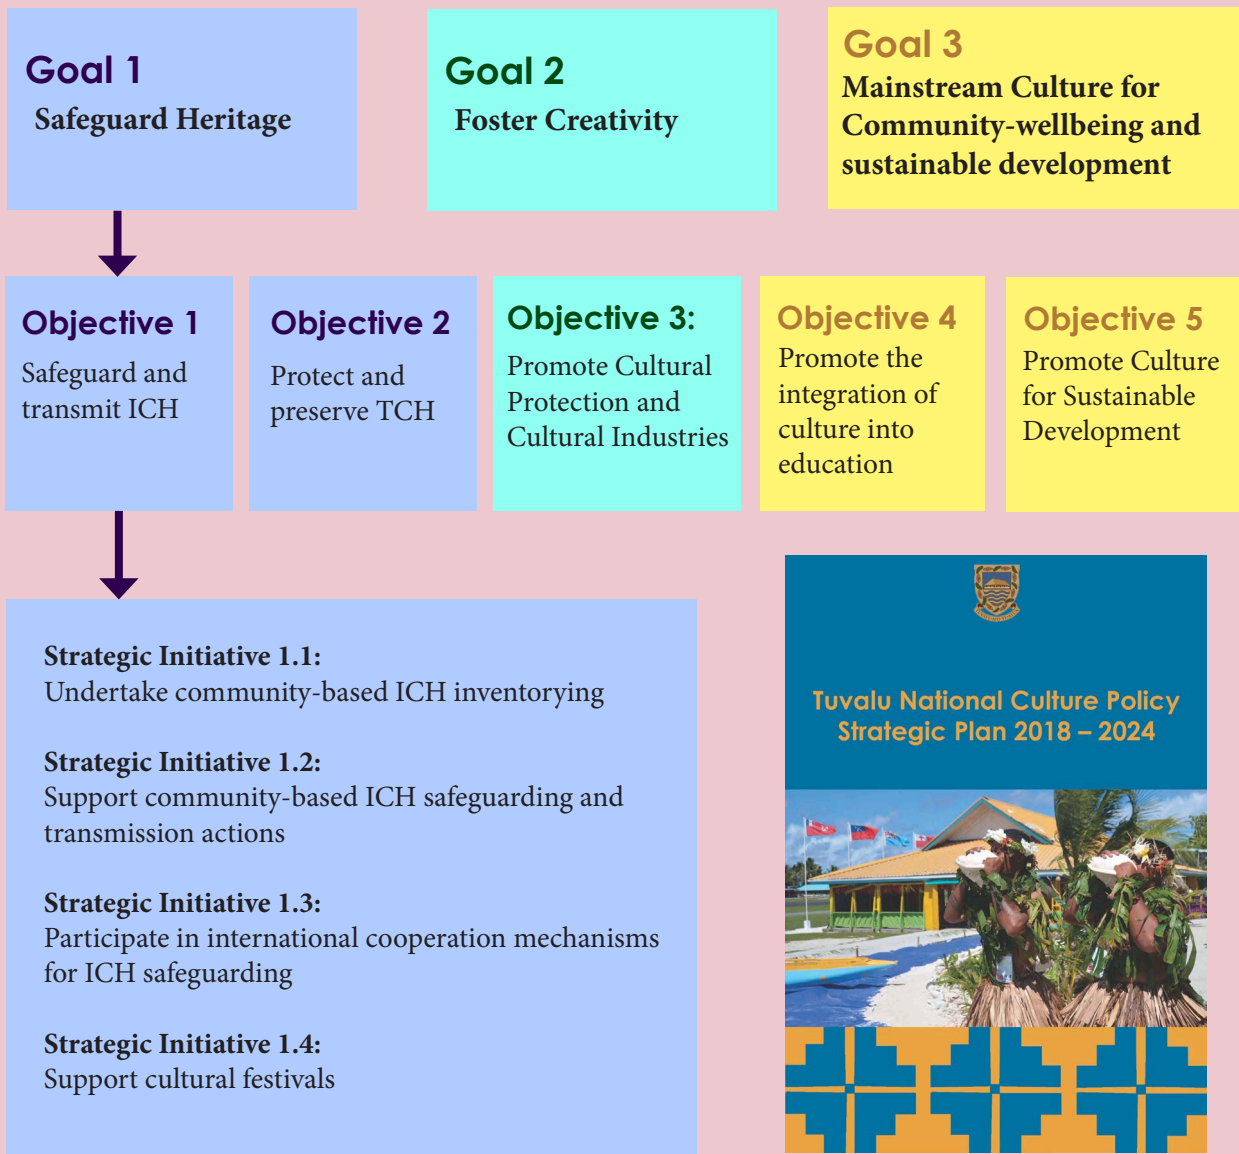 Goal 1
Safeguard Heritage
Goal 2
Foster Creativity
Goal 3
Mainstream Culture for
Community-wellbeing and
sustainable development
Objective 1
Safeguard and
transmit ICH
Objective 2
Protect and
preserve TCH
Objective 3:
Promote Cultural
Protection and
Cultural Industries
Objective 4
Promote the
integration of
culture into
education
Objective 5
Promote Culture
for Sustainable
Development
Strategic Initiative 1.1:
Undertake community-based ICH inventorying
Strategic Initiative 1.2:
Support community-based ICH safeguarding and
transmission actions
Strategic Initiative 1.3:
Participate in international cooperation mechanisms
for ICH safeguarding
Strategic Initiative 1.4:
Support cultural festivals
Tuvalu National Culture Policy
Strategic Plan 2018 – 2024